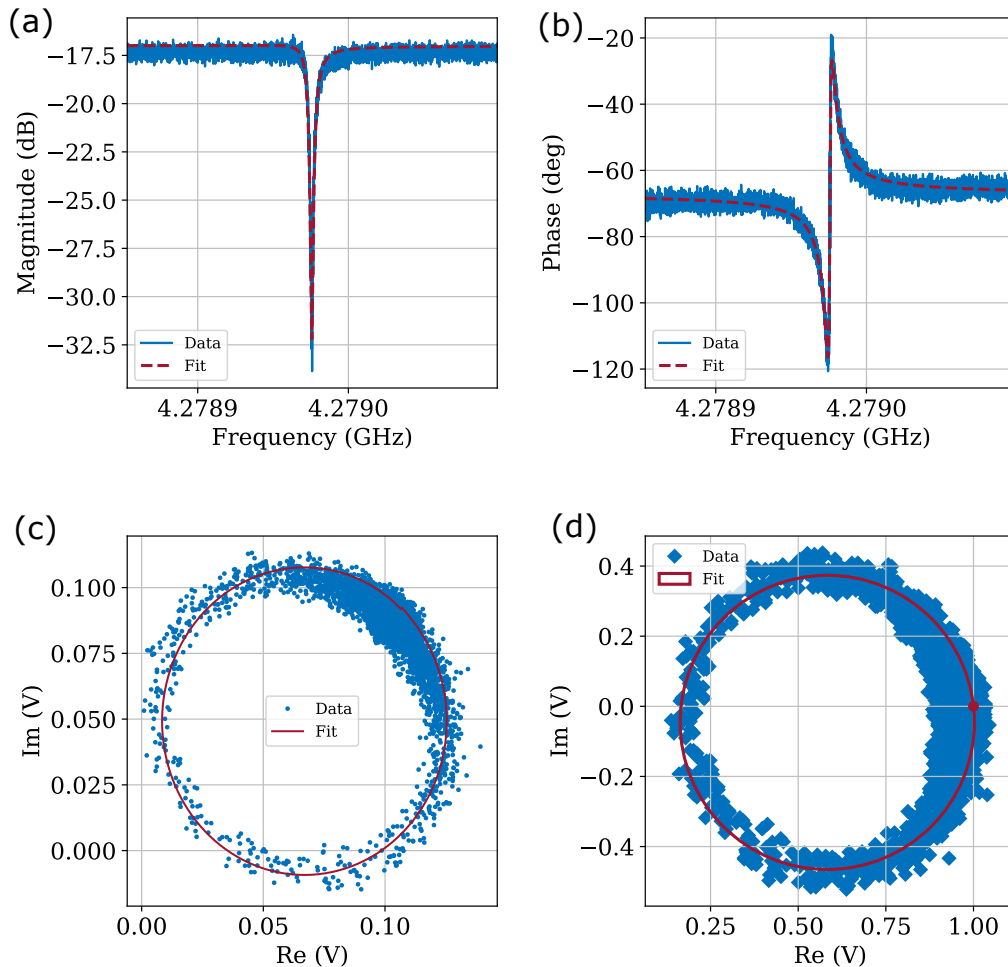 (a)
−17.5
−20.0
−22.5
−25.0
−27.5
−30.0
−32.5
Magnitude (dB)
Data
Fit
4.2789
4.2790
Frequency (GHz)
(b)
−20
−40
−60
−80
−100
−120
Phase (deg)
Data
Fit
4.2789
4.2790
Frequency (GHz)
(c)
0.100
0.075
0.050
0.025
0.000
Im (V)
Data
Fit
0.00
0.05
0.10
Re (V)
(d)
0.4
0.2
0.0
−0.2
−0.4
Im (V)
Data
Fit
0.25
0.50
0.75
1.00
Re (V)